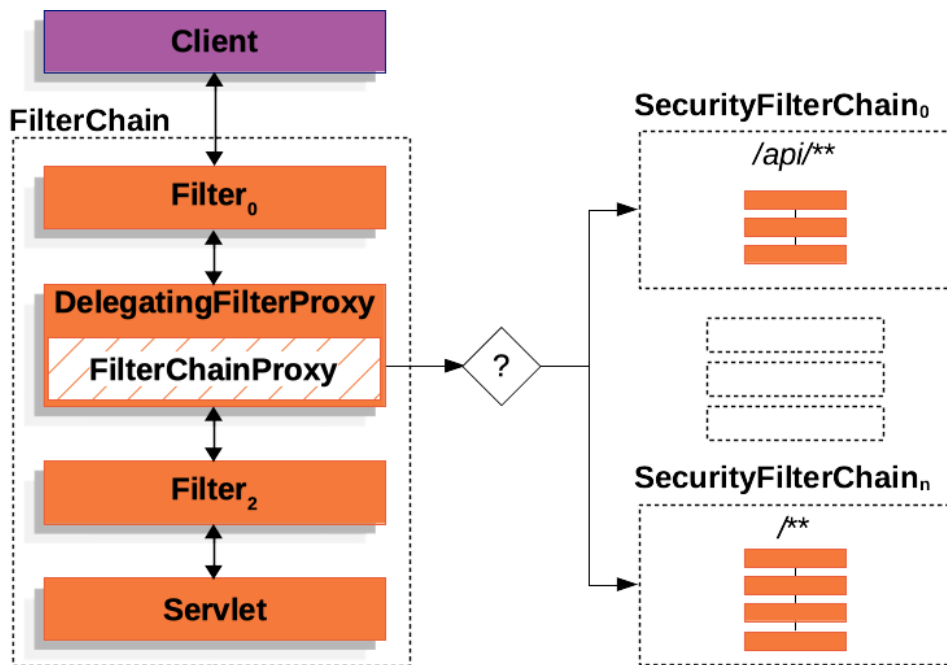 Client
FilterChain
Filter0
DelegatingFilterProxy
FilterChainProxy
Filter2
Servlet
?
SecurityFilterChain0
/api/**
SecurityFilterChainn
/**